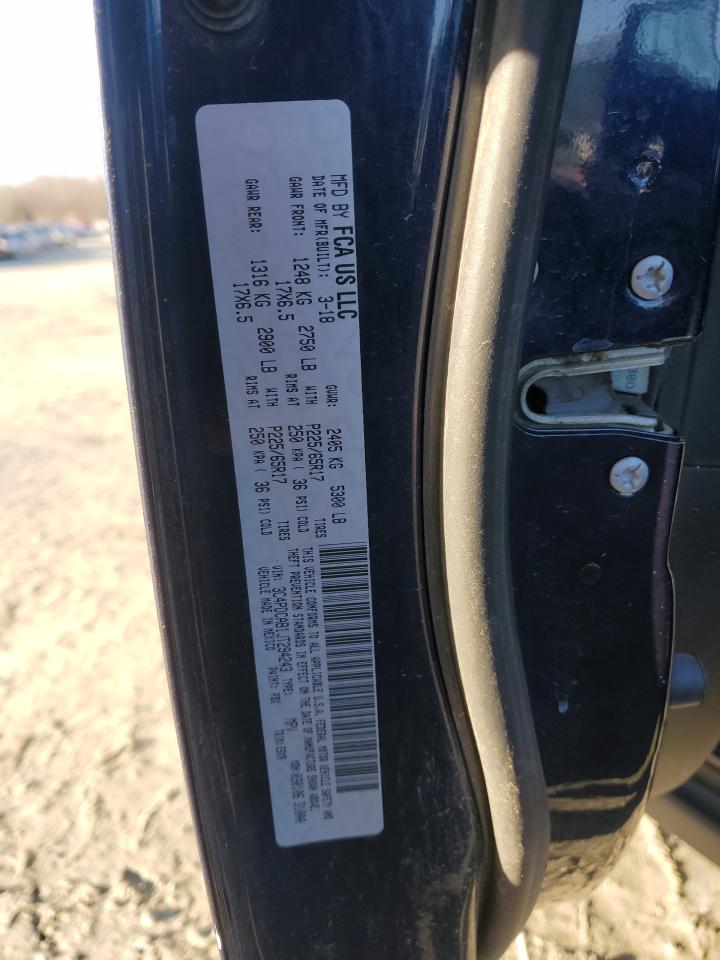 MFD BY FCA US LLC
DATE OF MFR(BUILT): 3-18 GVWR: 2405 KG 5300 LB
GAWR FRONT: 1248 KG 2750 LB WITH P225/65R17 TIRES
17X6.5 RIMS AT 250 KPA ( 36 PSI) COLD
GAWR REAR: 1316 KG 2900 LB WITH P225/65R17 TIRES
17X6.5 RIMS AT 250 KPA ( 36 PSI) COLD
THIS VEHICLE CONFORMS TO ALL APPLICABLE U.S.A. FEDERAL MOTOR VEHICLE SAFETY AND
THEFT PREVENTION STANDARDS IN EFFECT ON THE DATE OF MANUFACTURE SHOWN ABOVE.
VIN: 3C4PDCAB1JT294243 TYPE: MPV
VEHICLE MADE IN MEXICO PAINT: PBX